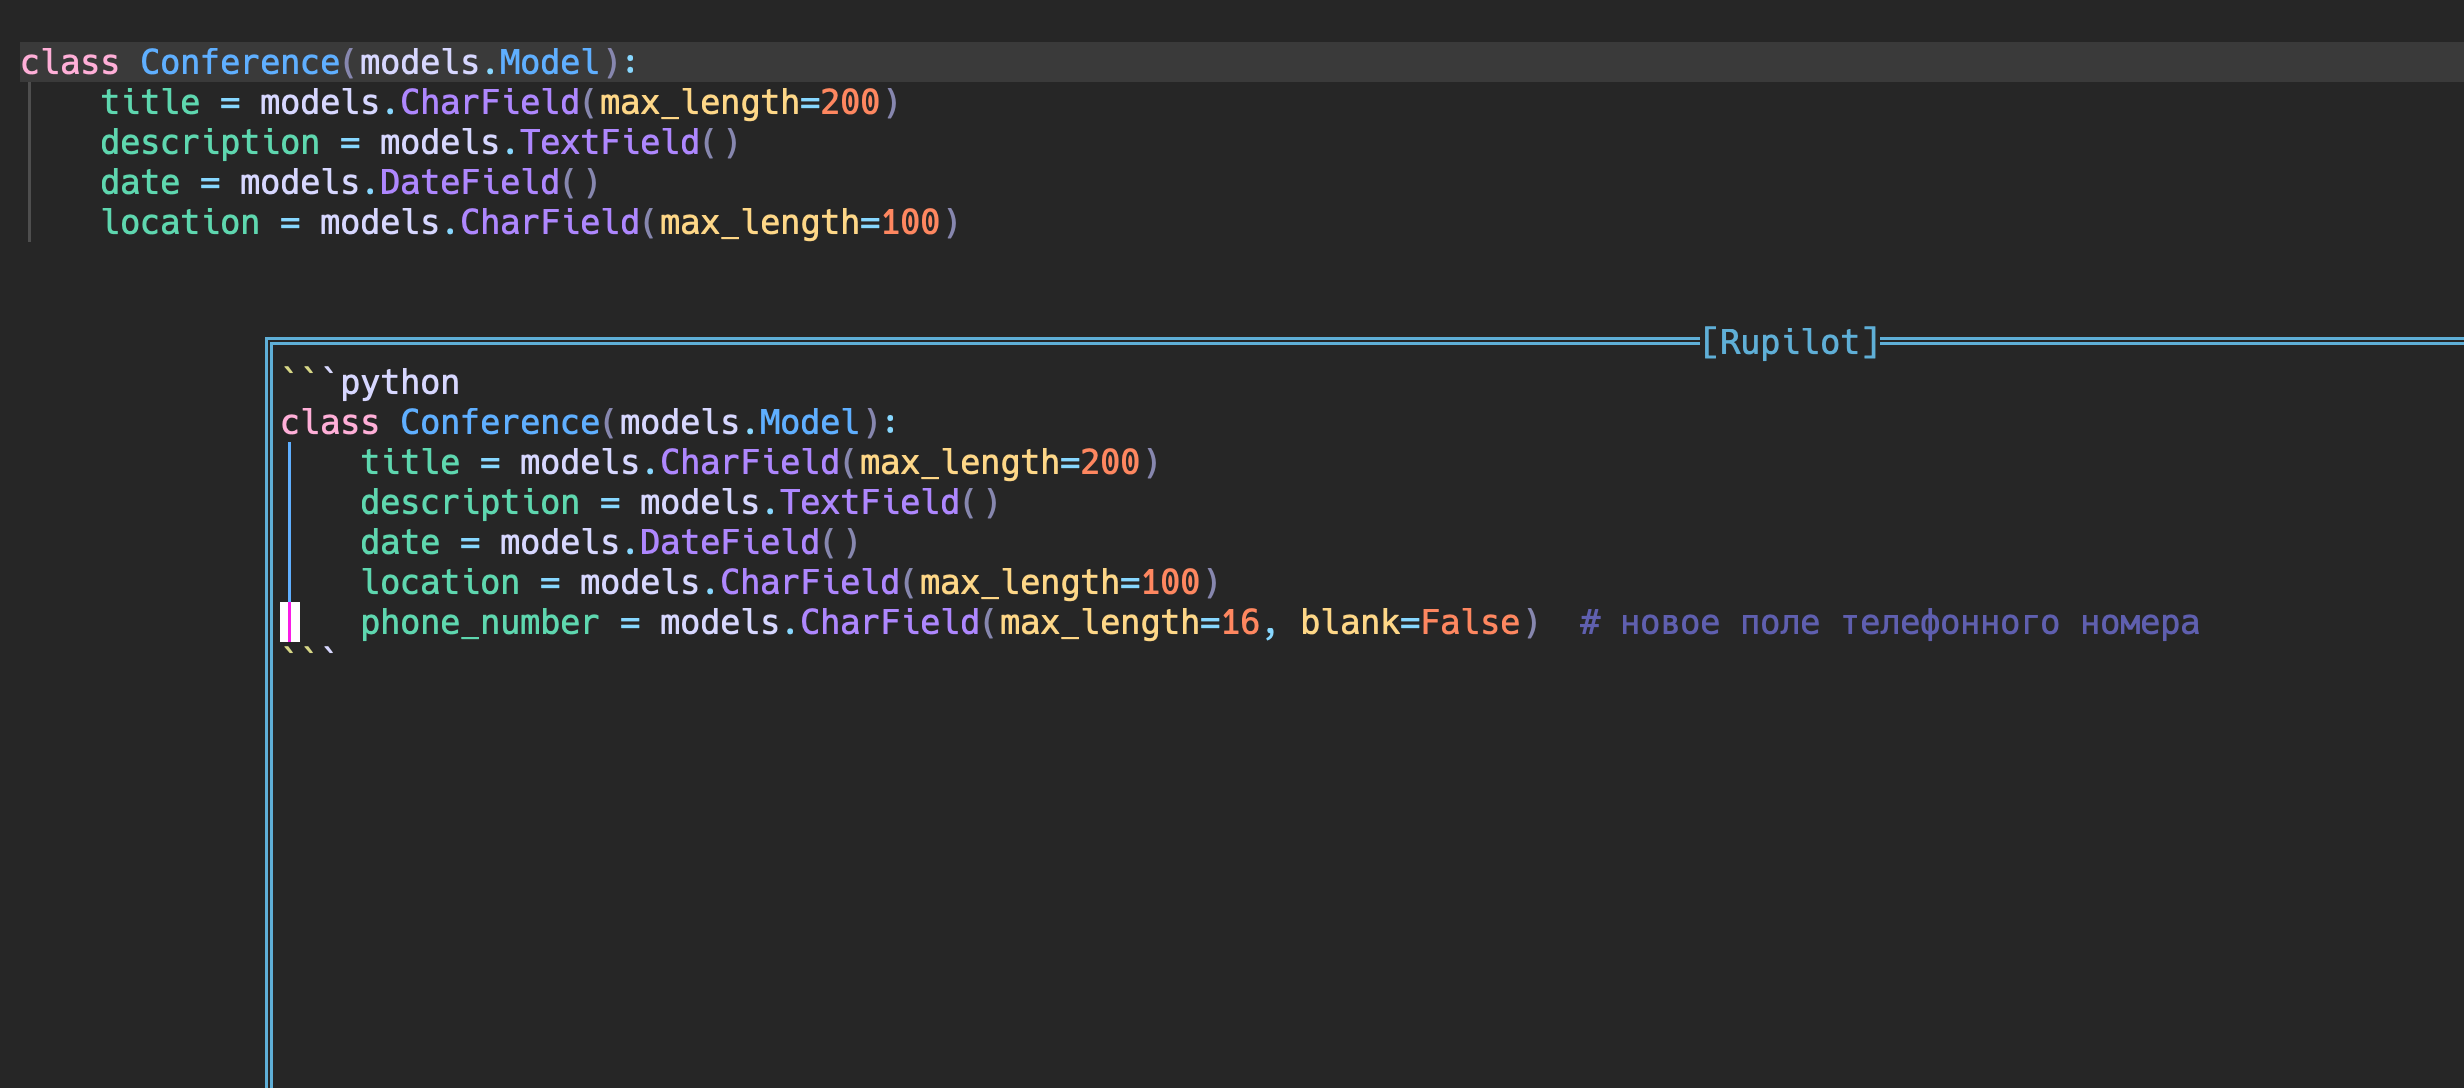 class Conference(models.Model):
    title = models.CharField(max_length=200)
    description = models.TextField()
    date = models.DateField()
    location = models.CharField(max_length=100)
[Rupilot]
```python
class Conference(models.Model):
    title = models.CharField(max_length=200)
    description = models.TextField()
    date = models.DateField()
    location = models.CharField(max_length=100)
    phone_number = models.CharField(max_length=16, blank=False)  # новое поле телефонного номера
```